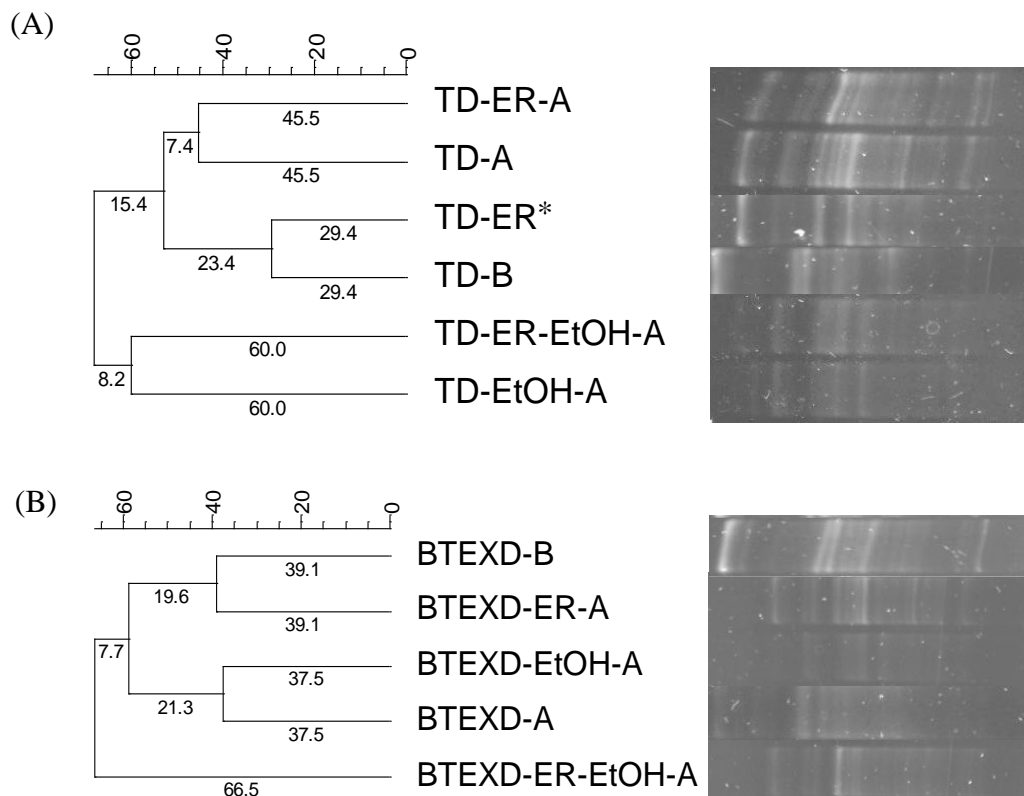 (A)
60 40 20 0
TD-ER-A
45.5
7.4
TD-A
45.5
15.4
TD-ER*
29.4
23.4
TD-B
29.4
TD-ER-EtOH-A
60.0
8.2
TD-EtOH-A
60.0
(B)
60 40 20 0
BTEXD-B
39.1
19.6
BTEXD-ER-A
39.1
7.7
BTEXD-EtOH-A
37.5
21.3
BTEXD-A
37.5
BTEXD-ER-EtOH-A
66.5